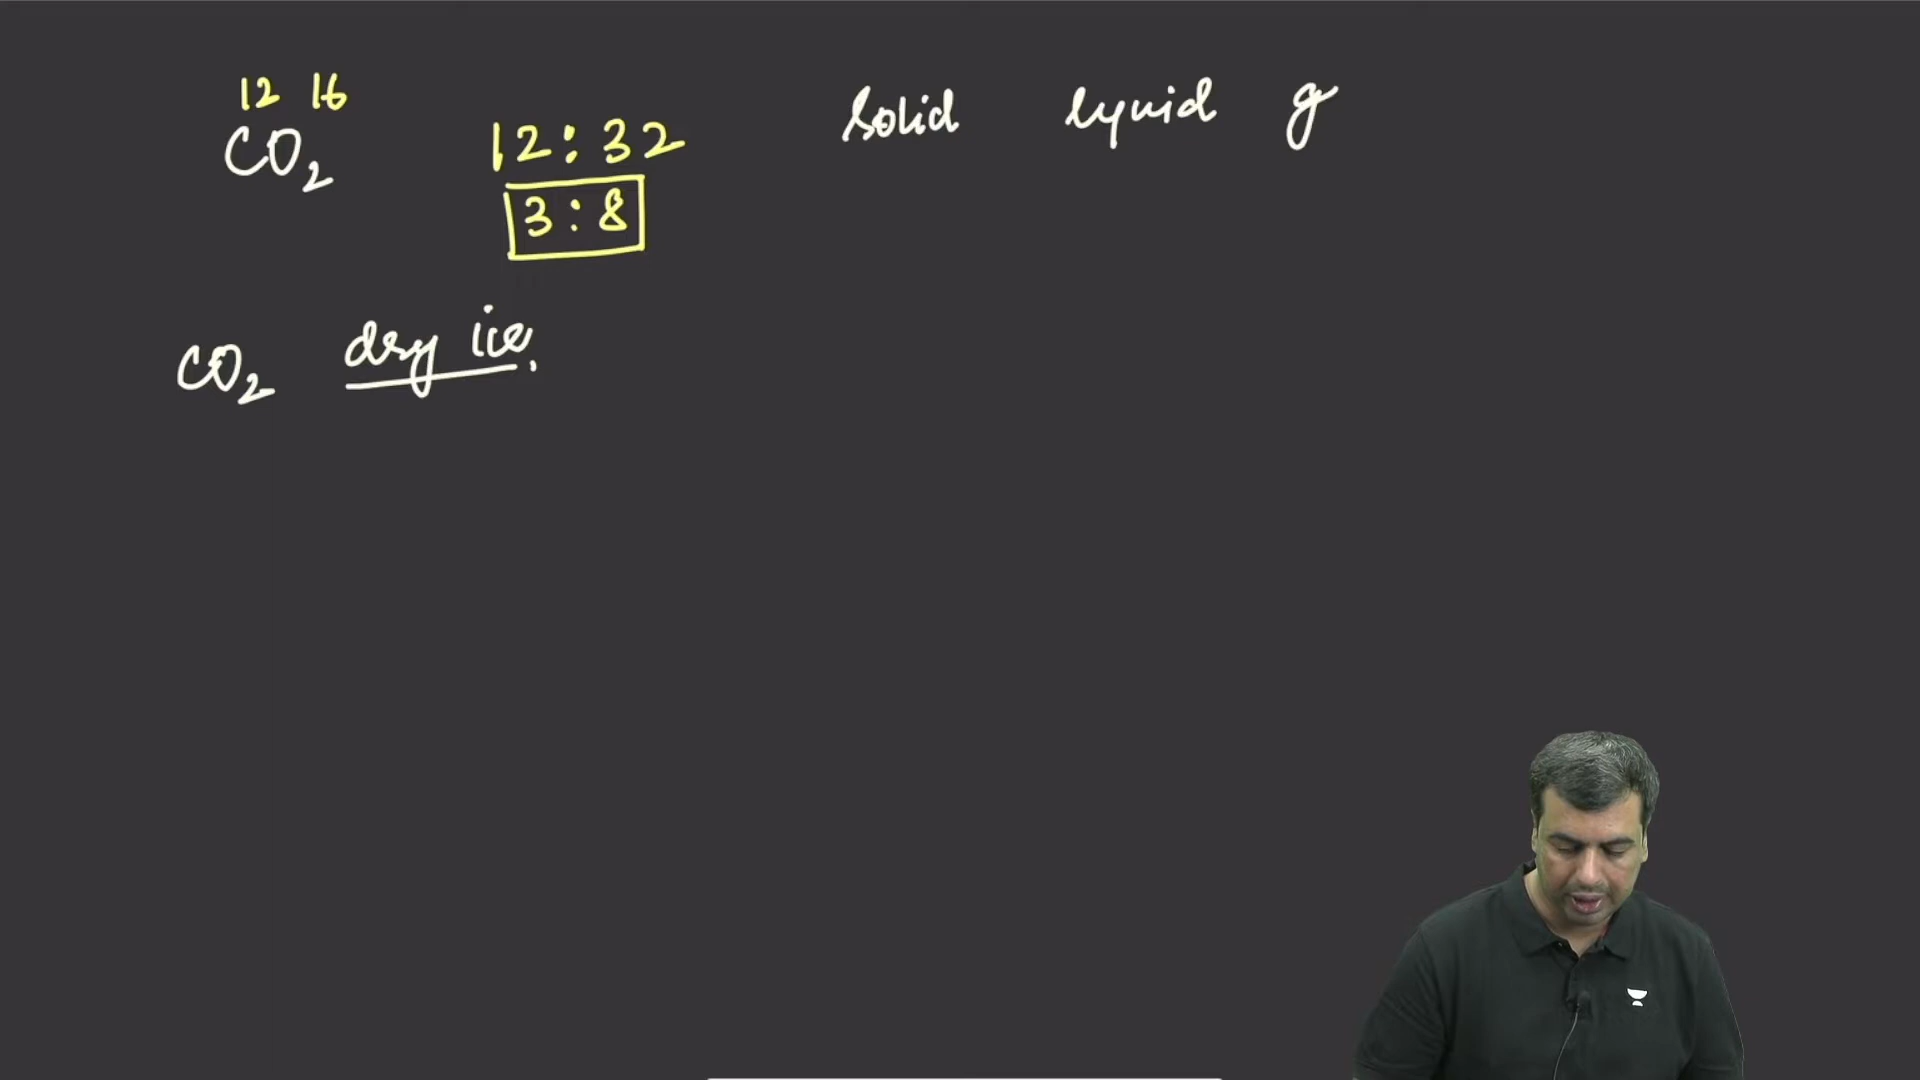 12 16
CO₂
12 : 32
3 : 8
solid liquid g
CO₂ dry ice